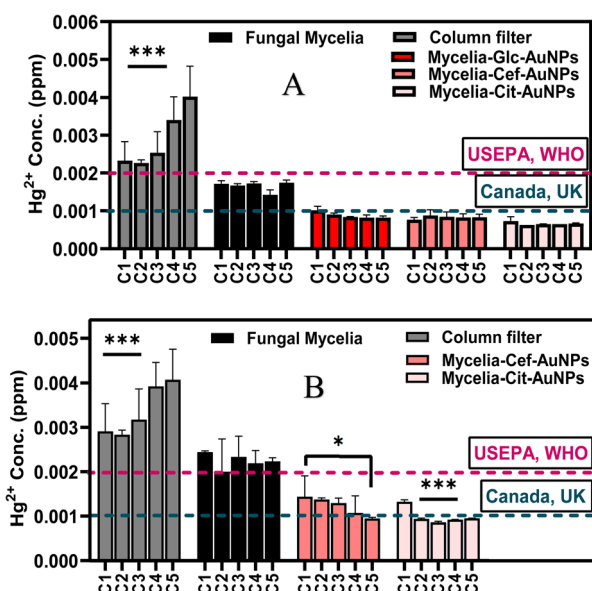 0.006
0.005
0.004
0.003
0.002
0.001
0.000
Hg2+ Conc. (ppm)
***
Fungal Mycelia
Column filter
Mycelia-Glc-AuNPs
Mycelia-Cef-AuNPs
Mycelia-Cit-AuNPs
A
USEPA, WHO
Canada, UK
C1 C2 C3 C4 C5 C1 C2 C3 C4 C5 C1 C2 C3 C4 C5 C1 C2 C3 C4 C5 C1 C2 C3 C4 C5
0.005
0.004
0.003
0.002
0.001
0.000
Hg2+ Conc. (ppm)
***
Fungal Mycelia
Column filter
Mycelia-Cef-AuNPs
Mycelia-Cit-AuNPs
B
USEPA, WHO
*
***
Canada, UK
C1 C2 C3 C4 C5 C1 C2 C3 C4 C5 C1 C2 C3 C4 C5 C1 C2 C3 C4 C5